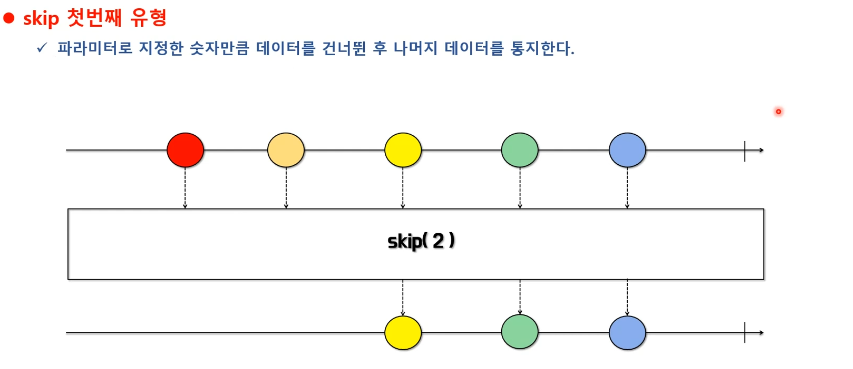 ● skip 첫번째 유형
✓ 파라미터로 지정한 숫자만큼 데이터를 건너뛴 후 나머지 데이터를 통지한다.
skip( 2 )